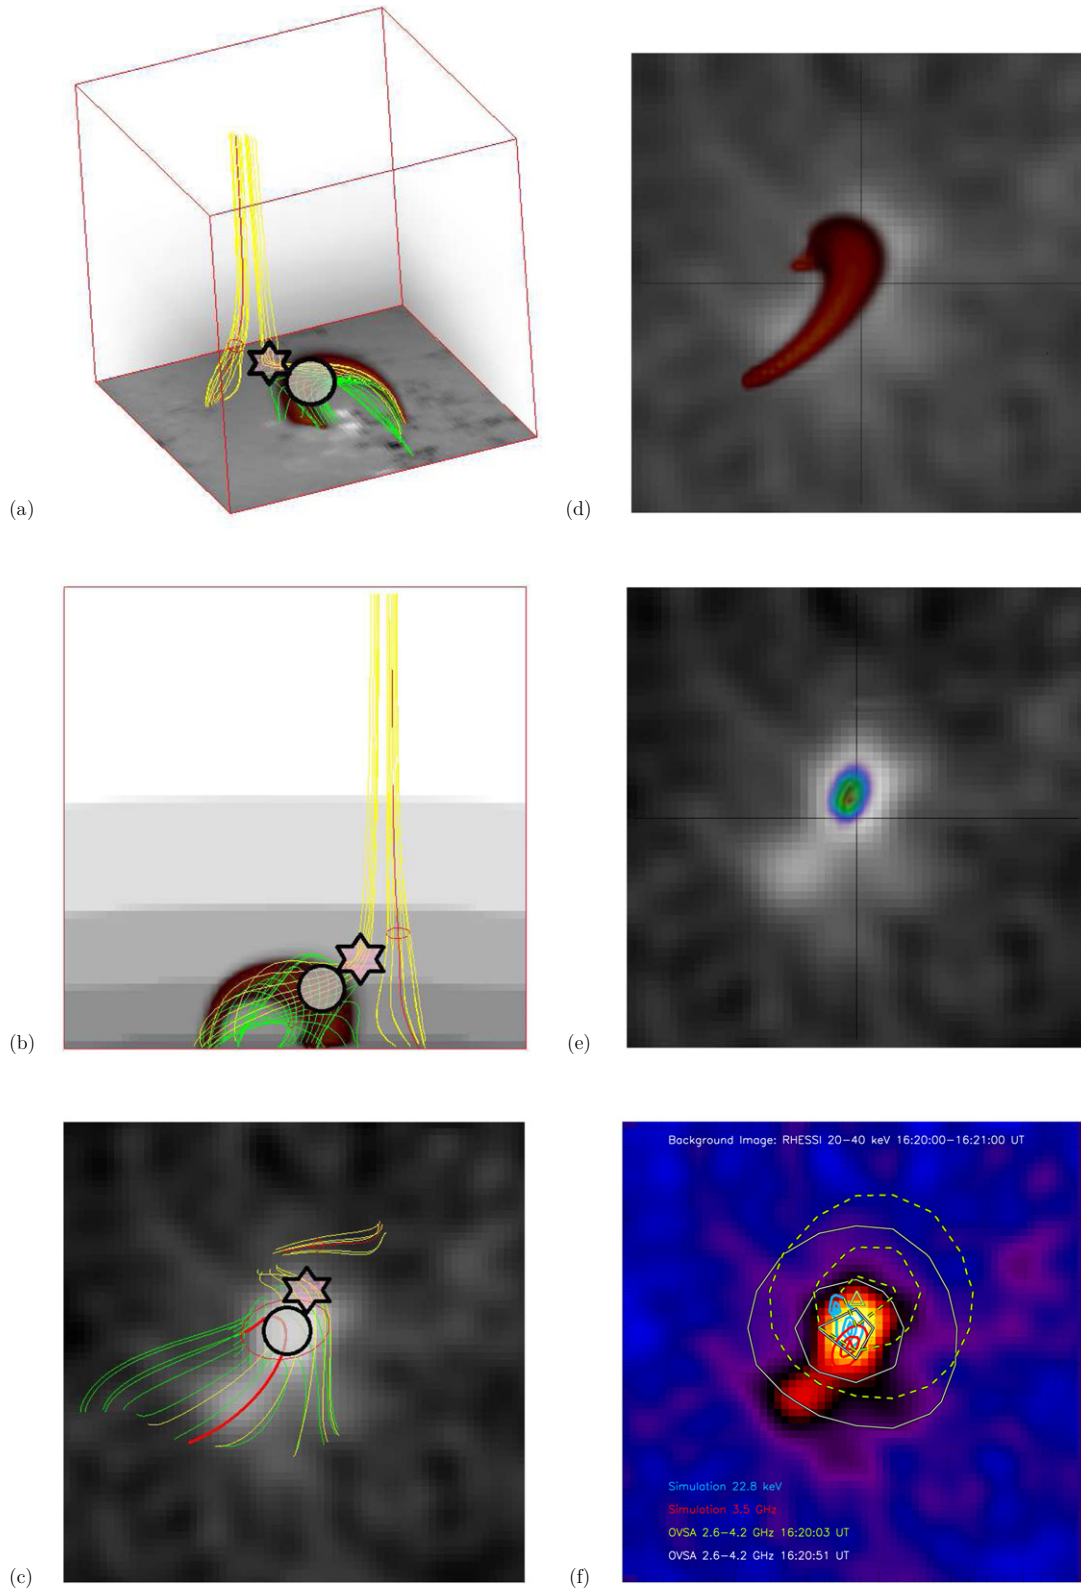 (a)
(d)
(b)
(e)
Background Image: RHESSI 20-40 keV 16:20:00-16:21:00 UT
Simulation 22.8 keV
Simulation 3.5 GHz
OVSA 2.6-4.2 GHz 16:20:03 UT
OVSA 2.6-4.2 GHz 16:20:51 UT
(c)
(f)